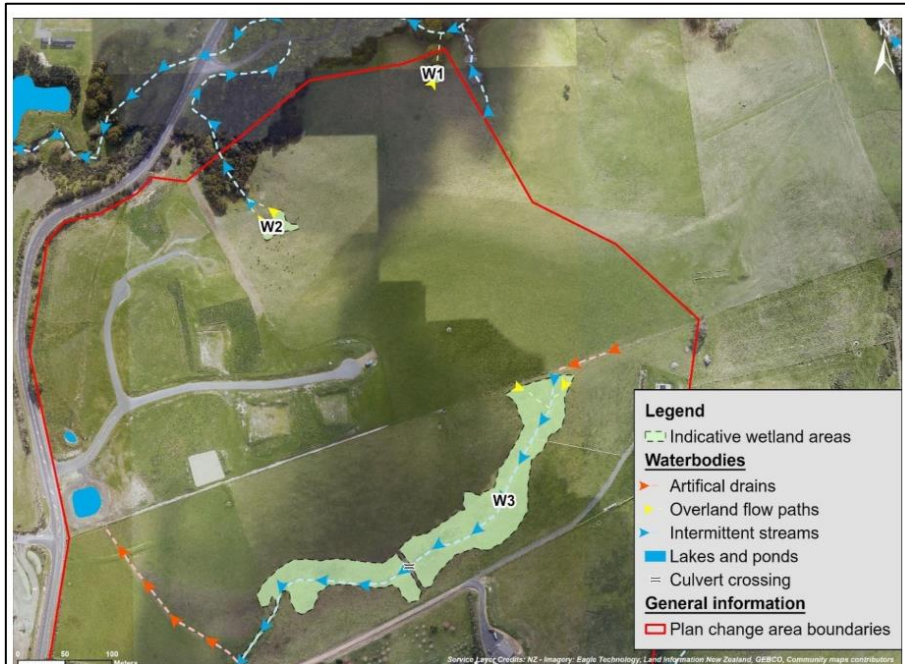 N
W1
W2
W3
Legend
Indicative wetland areas
Waterbodies
Artifical drains
Overland flow paths
Intermittent streams
Lakes and ponds
Culvert crossing
General information
Plan change area boundaries
0 50 100
Meters
Service Layer Credits: NZ - Imagery: Eagle Technology, Land Information New Zealand, GEBCO, Community maps contributors